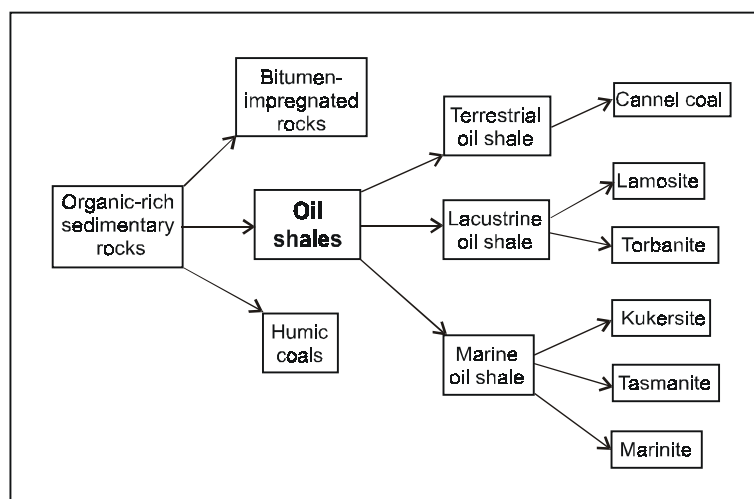 Bitumen-
impregnated
rocks
Organic-rich
sedimentary
rocks
Oil
shales
Humic
coals
Terrestrial
oil shale
Lacustrine
oil shale
Marine
oil shale
Cannel coal
Lamosite
Torbanite
Kukersite
Tasmanite
Marinite